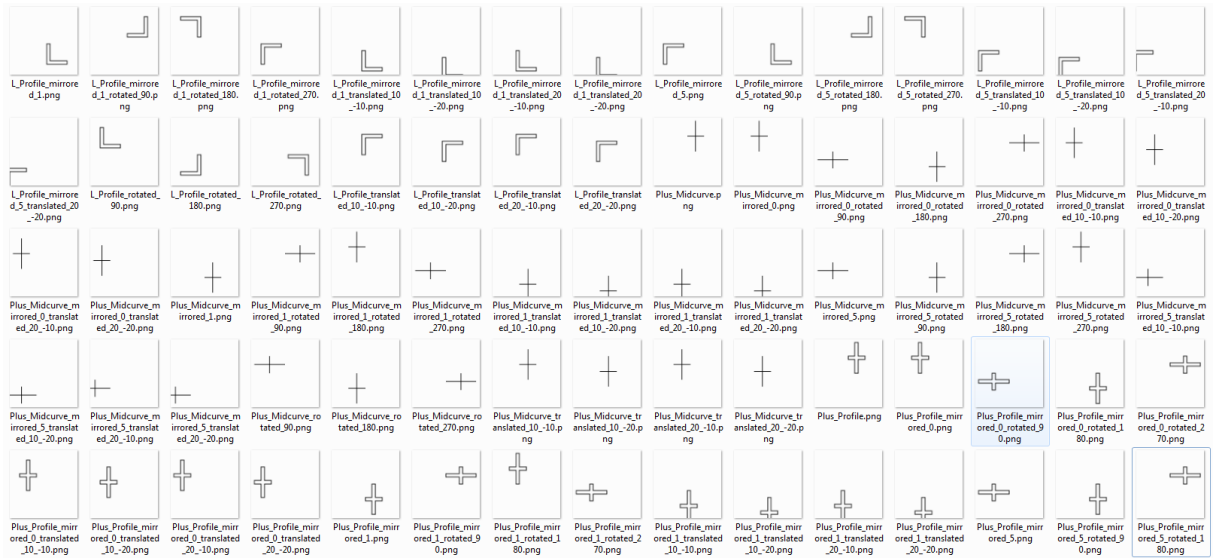 L_Profile_mirrore
d_1.png
L_Profile_mirrore
d_1_rotated_90.p
ng
L_Profile_mirrore
d_1_rotated_180.
png
L_Profile_mirrore
d_1_rotated_270.
png
L_Profile_mirrore
d_1_translated_10
_-10.png
L_Profile_mirrore
d_1_translated_10
_-20.png
L_Profile_mirrore
d_1_translated_20
_-10.png
L_Profile_mirrore
d_1_translated_20
_-20.png
L_Profile_mirrore
d_5.png
L_Profile_mirrore
d_5_rotated_90.p
ng
L_Profile_mirrore
d_5_rotated_180.
png
L_Profile_mirrore
d_5_rotated_270.
png
L_Profile_mirrore
d_5_translated_10
_-10.png
L_Profile_mirrore
d_5_translated_10
_-20.png
L_Profile_mirrore
d_5_translated_20
_-10.png
L_Profile_mirrore
d_5_translated_20
_-20.png
L_Profile_rotated_
90.png
L_Profile_rotated_
180.png
L_Profile_rotated_
270.png
L_Profile_translat
ed_10_-10.png
L_Profile_translat
ed_10_-20.png
L_Profile_translat
ed_20_-10.png
L_Profile_translat
ed_20_-20.png
Plus_Midcurve.p
ng
Plus_Midcurve_m
irrored_0.png
Plus_Midcurve_m
irrored_0_rotated
_90.png
Plus_Midcurve_m
irrored_0_rotated
_180.png
Plus_Midcurve_m
irrored_0_rotated
_270.png
Plus_Midcurve_m
irrored_0_translat
ed_10_-10.png
Plus_Midcurve_m
irrored_0_translat
ed_10_-20.png
Plus_Midcurve_m
irrored_0_translat
ed_20_-10.png
Plus_Midcurve_m
irrored_0_translat
ed_20_-20.png
Plus_Midcurve_m
irrored_1.png
Plus_Midcurve_m
irrored_1_rotated
_90.png
Plus_Midcurve_m
irrored_1_rotated
_180.png
Plus_Midcurve_m
irrored_1_rotated
_270.png
Plus_Midcurve_m
irrored_1_translat
ed_10_-10.png
Plus_Midcurve_m
irrored_1_translat
ed_10_-20.png
Plus_Midcurve_m
irrored_1_translat
ed_20_-10.png
Plus_Midcurve_m
irrored_1_translat
ed_20_-20.png
Plus_Midcurve_m
irrored_5.png
Plus_Midcurve_m
irrored_5_rotated
_90.png
Plus_Midcurve_m
irrored_5_rotated
_180.png
Plus_Midcurve_m
irrored_5_rotated
_270.png
Plus_Midcurve_m
irrored_5_translat
ed_10_-10.png
Plus_Midcurve_m
irrored_5_translat
ed_10_-20.png
Plus_Midcurve_m
irrored_5_translat
ed_20_-10.png
Plus_Midcurve_m
irrored_5_translat
ed_20_-20.png
Plus_Midcurve_ro
tated_90.png
Plus_Midcurve_ro
tated_180.png
Plus_Midcurve_ro
tated_270.png
Plus_Midcurve_tr
anslated_10_-10.p
ng
Plus_Midcurve_tr
anslated_10_-20.p
ng
Plus_Midcurve_tr
anslated_20_-10.p
ng
Plus_Midcurve_tr
anslated_20_-20.p
ng
Plus_Profile.png
Plus_Profile_mirr
ored_0.png
Plus_Profile_mirr
ored_0_rotated_9
0.png
Plus_Profile_mirr
ored_0_rotated_1
80.png
Plus_Profile_mirr
ored_0_rotated_2
70.png
Plus_Profile_mirr
ored_0_translated
_10_-10.png
Plus_Profile_mirr
ored_0_translated
_10_-20.png
Plus_Profile_mirr
ored_0_translated
_20_-10.png
Plus_Profile_mirr
ored_0_translated
_20_-20.png
Plus_Profile_mirr
ored_1.png
Plus_Profile_mirr
ored_1_rotated_9
0.png
Plus_Profile_mirr
ored_1_rotated_1
80.png
Plus_Profile_mirr
ored_1_rotated_2
70.png
Plus_Profile_mirr
ored_1_translated
_10_-10.png
Plus_Profile_mirr
ored_1_translated
_10_-20.png
Plus_Profile_mirr
ored_1_translated
_20_-10.png
Plus_Profile_mirr
ored_1_translated
_20_-20.png
Plus_Profile_mirr
ored_5.png
Plus_Profile_mirr
ored_5_rotated_9
0.png
Plus_Profile_mirr
ored_5_rotated_1
80.png